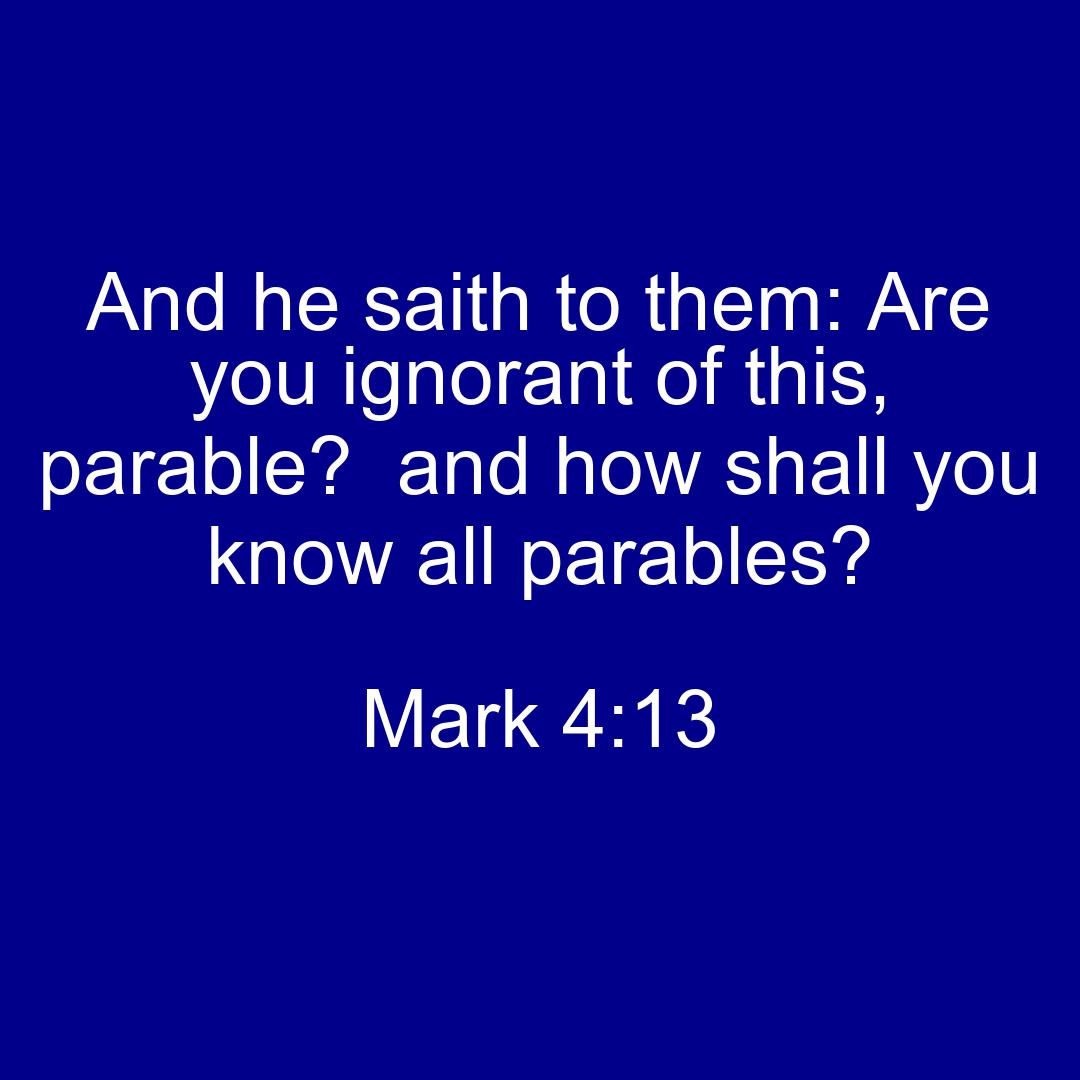 And he saith to them: Are
you ignorant of this,
parable?  and how shall you
know all parables?
Mark 4:13